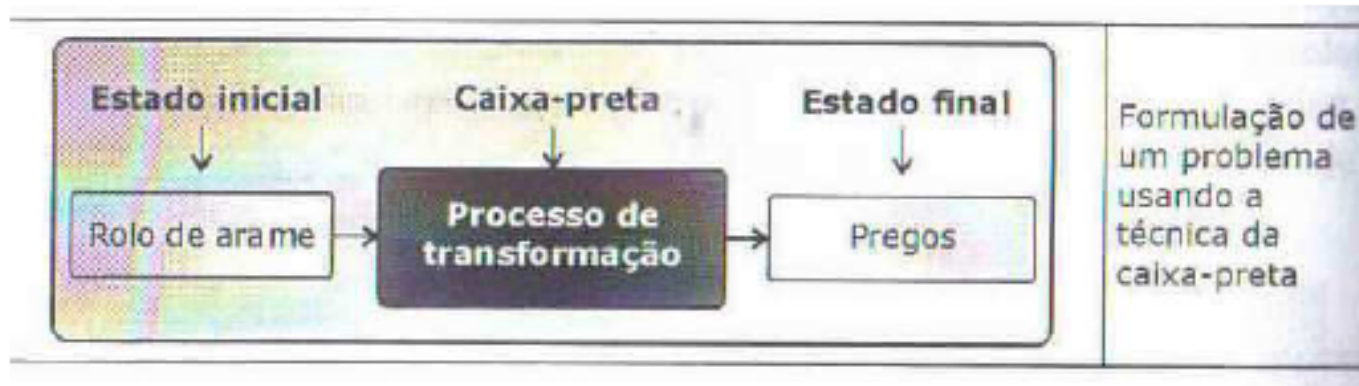 Estado inicial
Caixa-preta
Estado final
Rolo de arame
Processo de
transformação
Pregos
Formulação de
um problema
usando a
técnica da
caixa-preta